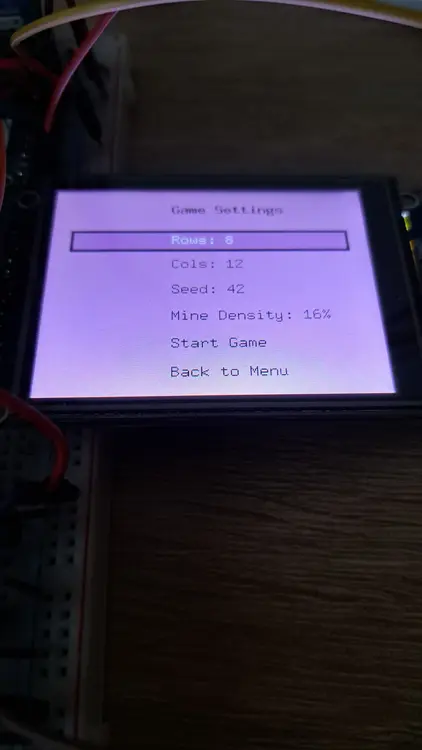 Game Settings
Rows: 8
Cols: 12
Seed: 42
Mine Density: 16%
Start Game
Back to Menu